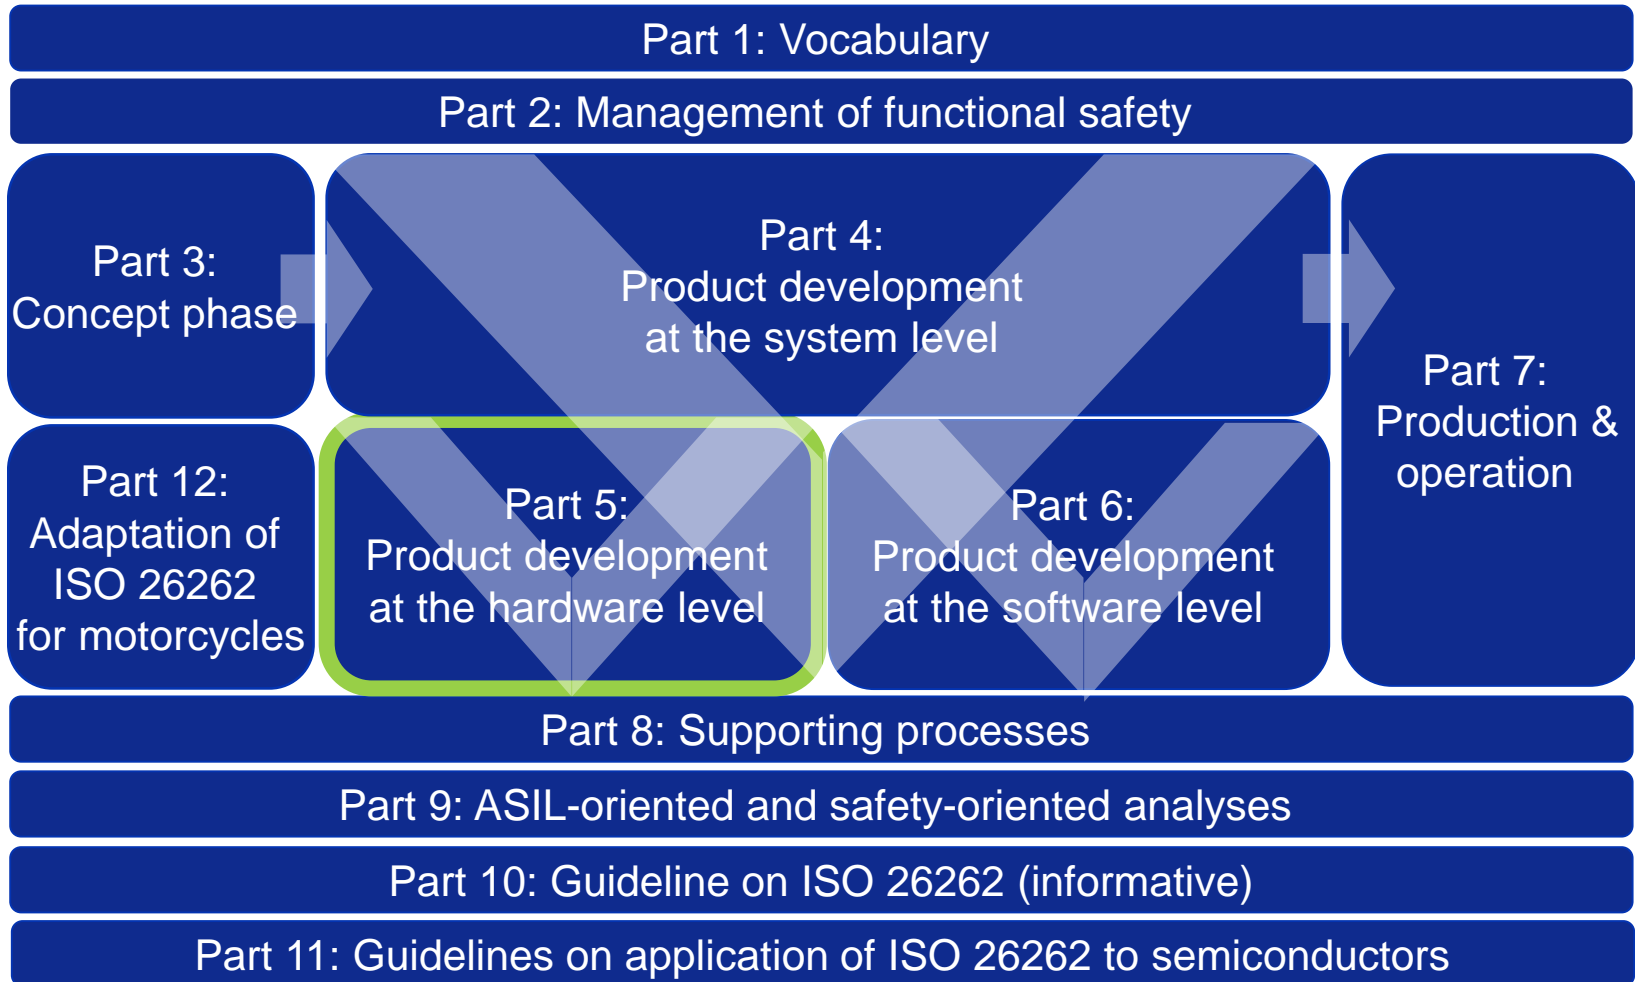 Part 1: Vocabulary
Part 2: Management of functional safety
Part 3:
Concept phase
Part 4:
Product development
at the system level
Part 7:
Production &
operation
Part 12:
Adaptation of
ISO 26262
for motorcycles
Part 5:
Product development
at the hardware level
Part 6:
Product development
at the software level
Part 8: Supporting processes
Part 9: ASIL-oriented and safety-oriented analyses
Part 10: Guideline on ISO 26262 (informative)
Part 11: Guidelines on application of ISO 26262 to semiconductors